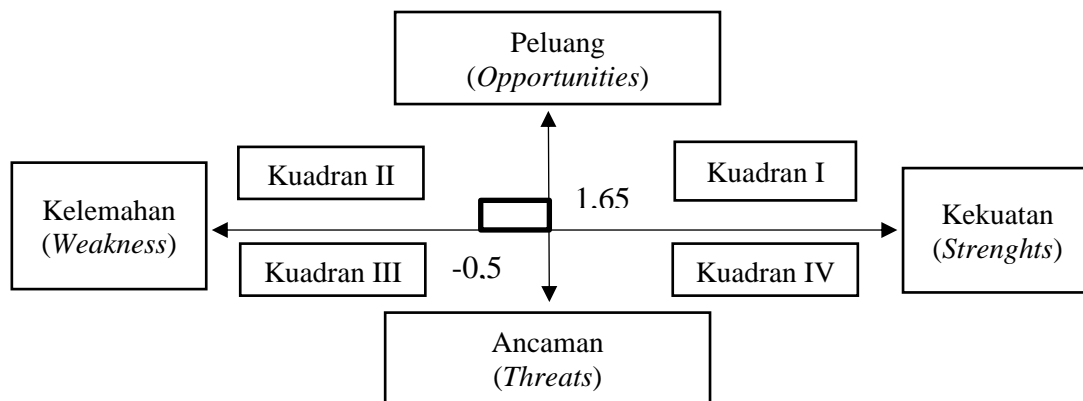 Peluang
(Opportunities)
Kuadran II
Kuadran I
Kelemahan
(Weakness)
1,65
Kekuatan
(Strenghts)
Kuadran III
-0,5
Kuadran IV
Ancaman
(Threats)